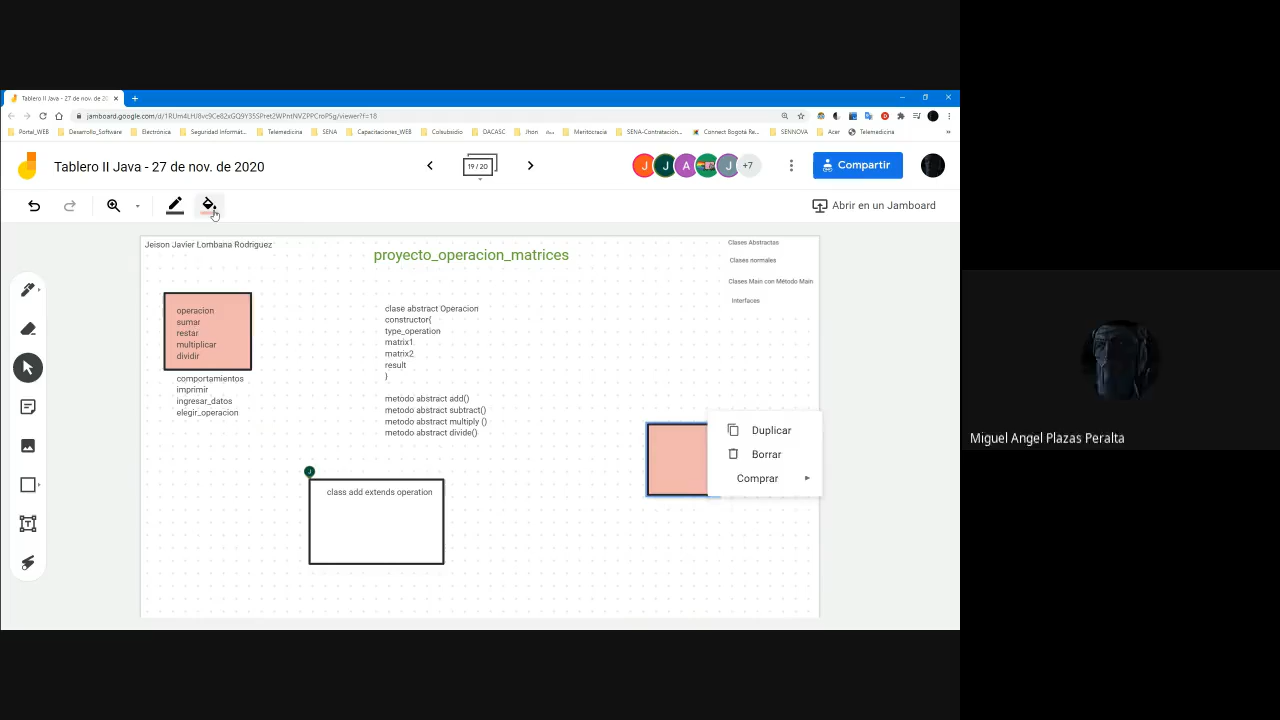 Tablero II Java - 27 de nov. de 20
jamboard.google.com/d/1RUm4LHJ8vc9Ce82xGQ9Y35SPret2WPntNVZPPCroP5g/viewer?f=18
Portal_WEB Desarrollo_Software Electrónica Seguridad Informát... Telemedicina SENA Capacitaciones_WEB Colsubsidio OACASC Jhon Meritocracia SENA-Contratación... Connect Bogotá Re... SENNOVA Acer Telemedicina
Tablero II Java - 27 de nov. de 2020
19 / 20
J J A J +7
Compartir
Abrir en un Jamboard
Jeison Javier Lombana Rodriguez
proyecto_operacion_matrices
Clases Abstractas
Clases normales
Clases Main con Método Main
Interfaces
operacion
sumar
restar
multiplicar
dividir
comportamientos
imprimir
ingresar_datos
elegir_operacion
clase abstract Operacion
constructor(
type_operation
matrix1
matrix2
result
)
metodo abstract add()
metodo abstract subtract()
metodo abstract multiply ()
metodo abstract divide()
J
class add extends operation
Duplicar
Borrar
Comprar
Miguel Angel Plazas Peralta